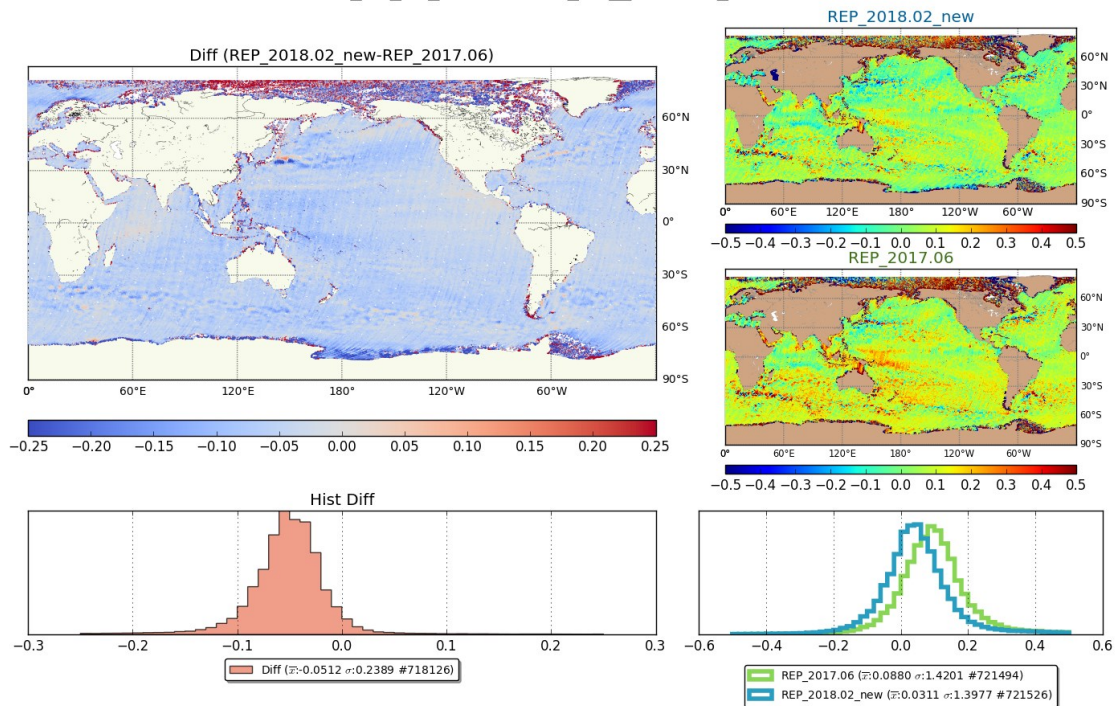 REP_2018.02_new
Diff (REP_2018.02_new-REP_2017.06)
60°N
30°N
0°
30°S
60°S
90°S
0° 60°E 120°E 180° 120°W 60°W
−0.25 −0.20 −0.15 −0.10 −0.05 0.00 0.05 0.10 0.15 0.20 0.25
60°N
30°N
0°
30°S
60°S
90°S
0° 60°E 120°E 180° 120°W 60°W
−0.5 −0.4 −0.3 −0.2 −0.1 0.0 0.1 0.2 0.3 0.4 0.5
REP_2017.06
60°N
30°N
0°
30°S
60°S
90°S
0° 60°E 120°E 180° 120°W 60°W
−0.5 −0.4 −0.3 −0.2 −0.1 0.0 0.1 0.2 0.3 0.4 0.5
Hist Diff
−0.3 −0.2 −0.1 0.0 0.1 0.2 0.3
Diff (x̅:-0.0512 σ:0.2389 #718126)
−0.6 −0.4 −0.2 0.0 0.2 0.4 0.6
REP_2017.06 (x̅:0.0880 σ:1.4201 #721494)
REP_2018.02_new (x̅:0.0311 σ:1.3977 #721526)